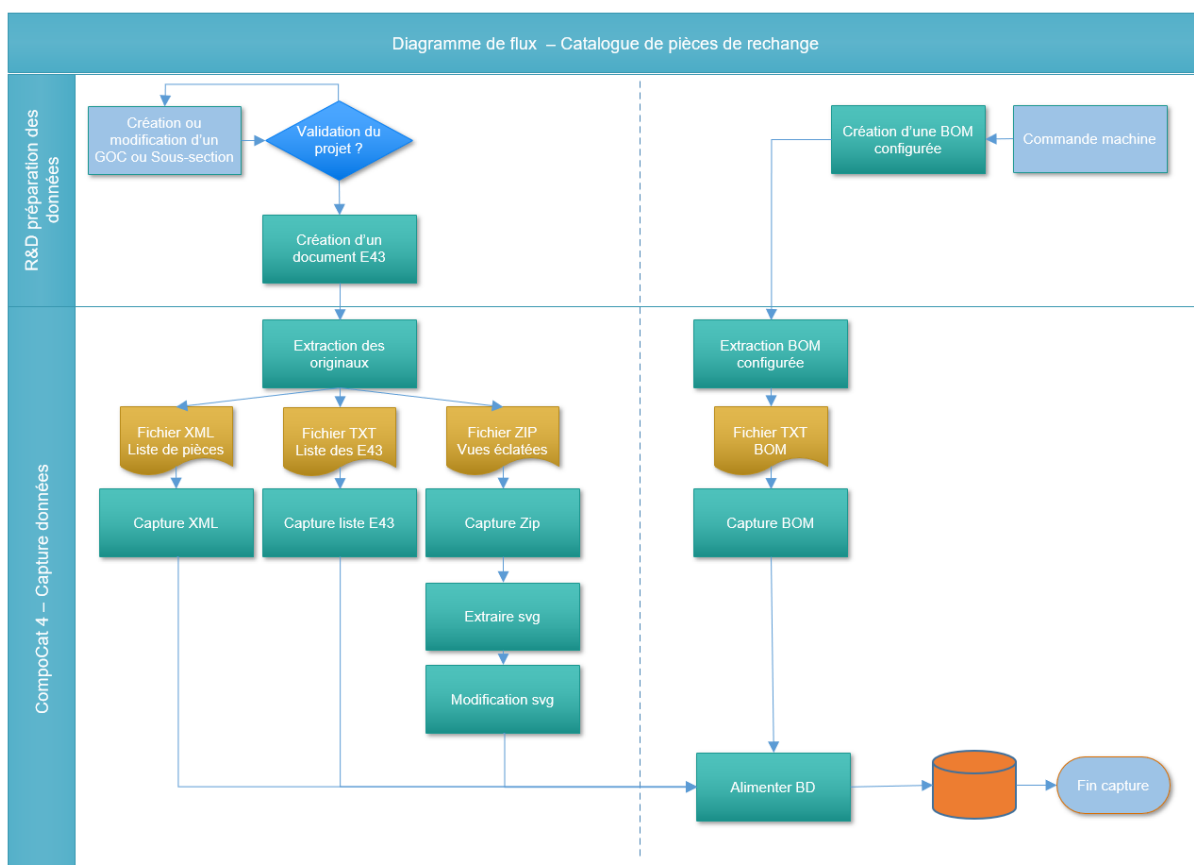 Diagramme de flux – Catalogue de pièces de rechange
R&D préparation des
données
Création ou
modification d'un
GOC ou Sous-section
Validation du
projet ?
Création d'une BOM
configurée
Commande machine
Création d'un
document E43
CompoCat 4 – Capture données
Extraction des
originaux
Extraction BOM
configurée
Fichier XML
Liste de pièces
Fichier TXT
Liste des E43
Fichier ZIP
Vues éclatées
Fichier TXT
BOM
Capture XML
Capture liste E43
Capture Zip
Capture BOM
Extraire svg
Modification svg
Alimenter BD
Fin capture